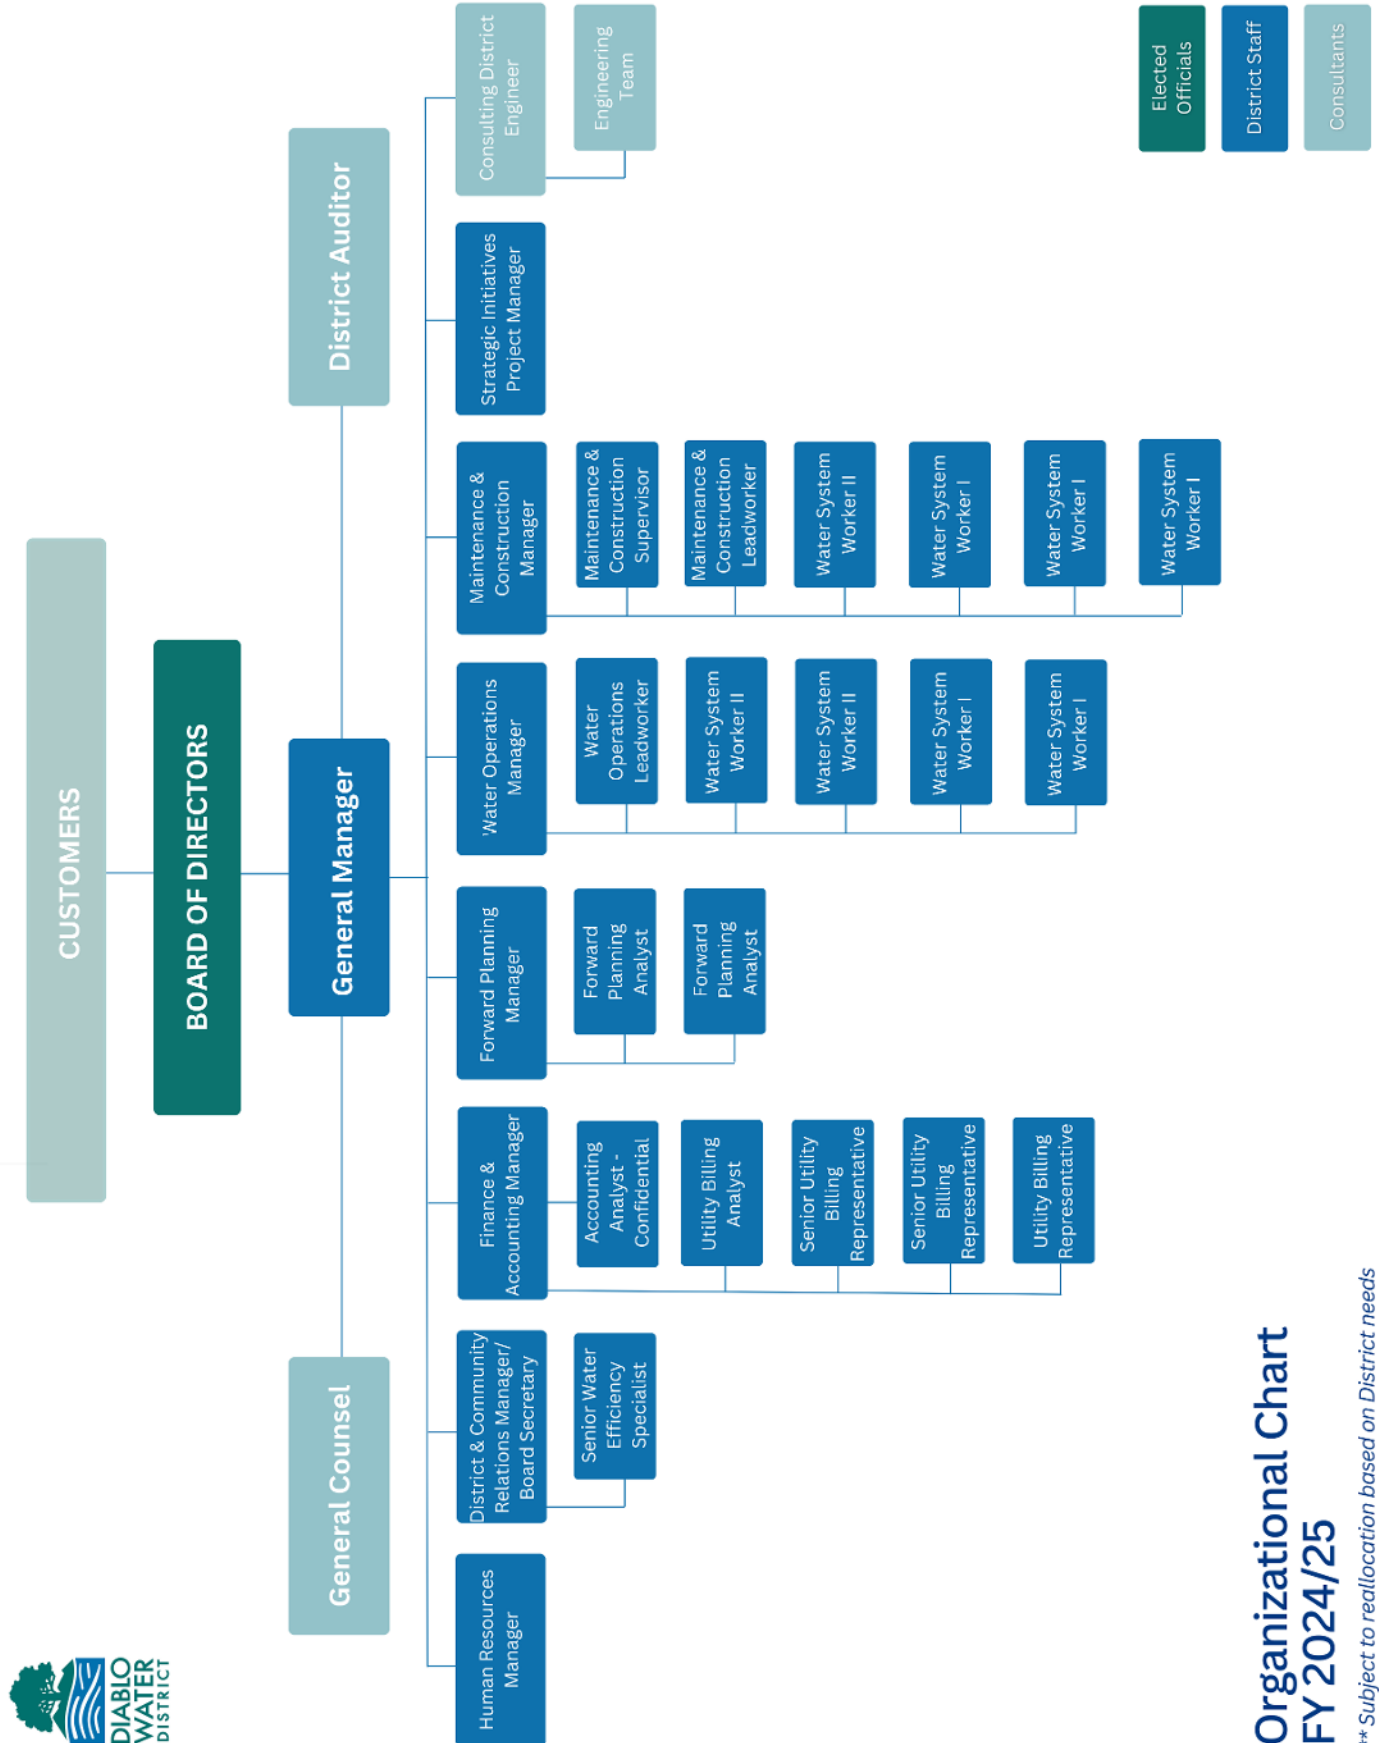 DIABLO
WATER
DISTRICT
CUSTOMERS
BOARD OF DIRECTORS
General Counsel
General Manager
District Auditor
Human Resources
Manager
District & Community
Relations Manager/
Board Secretary
Senior Water
Efficiency
Specialist
Finance &
Accounting Manager
Accounting
Analyst -
Confidential
Utility Billing
Analyst
Senior Utility
Billing
Representative
Senior Utility
Billing
Representative
Utility Billing
Representative
Forward Planning
Manager
Forward
Planning
Analyst
Forward
Planning
Analyst
Water Operations
Manager
Water
Operations
Leadworker
Water System
Worker II
Water System
Worker II
Water System
Worker I
Water System
Worker I
Maintenance &
Construction
Manager
Maintenance &
Construction
Supervisor
Maintenance &
Construction
Leadworker
Water System
Worker II
Water System
Worker I
Water System
Worker I
Water System
Worker I
Strategic Initiatives
Project Manager
Consulting District
Engineer
Engineering
Team
Organizational Chart
FY 2024/25
** Subject to reallocation based on District needs
Elected
Officials
District Staff
Consultants